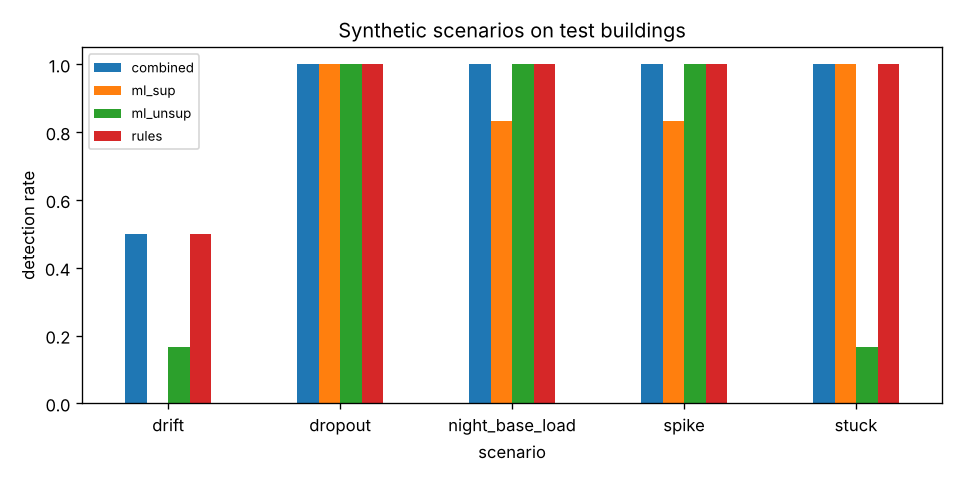 Synthetic scenarios on test buildings
combined
ml_sup
ml_unsup
rules
detection rate
1.0
0.8
0.6
0.4
0.2
0.0
drift dropout night_base_load spike stuck
scenario